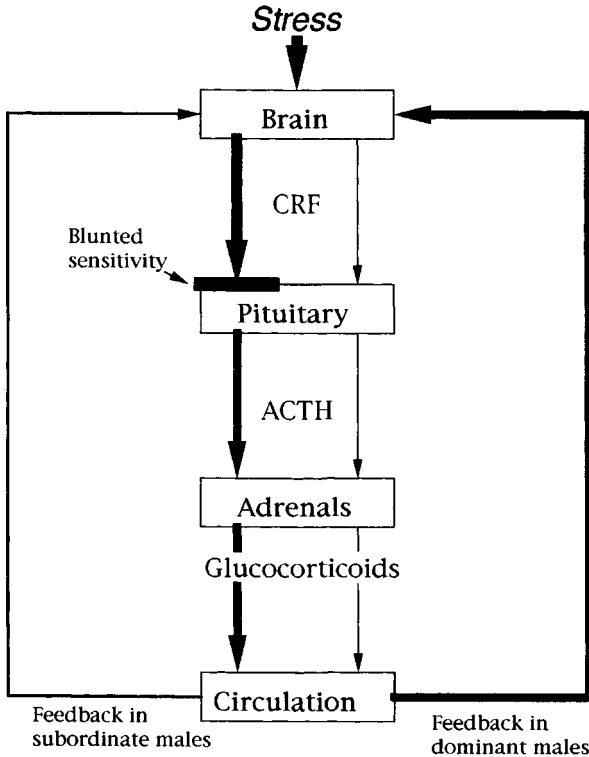 Stress
Brain
CRF
Blunted
sensitivity
Pituitary
ACTH
Adrenals
Glucocorticoids
Circulation
Feedback in
subordinate males
Feedback in
dominant males